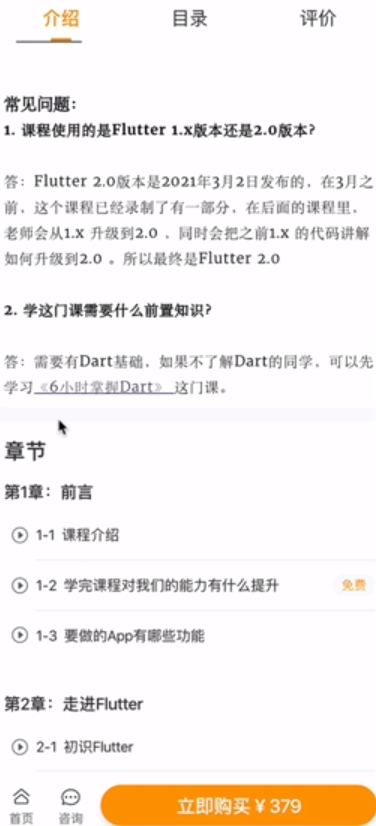 介绍 目录 评价
常见问题:
1. 课程使用的是Flutter 1.x版本还是2.0版本?
答: Flutter 2.0版本是2021年3月2日发布的，在3月之
前，这个课程已经录制了有一部分，在后面的课程里，
老师会从1.x 升级到2.0 ，同时会把之前1.x 的代码讲解
如何升级到2.0 。所以最终是Flutter 2.0
2. 学这门课需要什么前置知识?
答: 需要有Dart基础，如果不了解Dart的同学，可以先
学习《6小时掌握Dart》 这门课。
章节
第1章：前言
1-1 课程介绍
1-2 学完课程对我们的能力有什么提升 免费
1-3 要做的App有哪些功能
第2章：走进Flutter
2-1 初识Flutter
首页 咨询 立即购买 ¥ 379